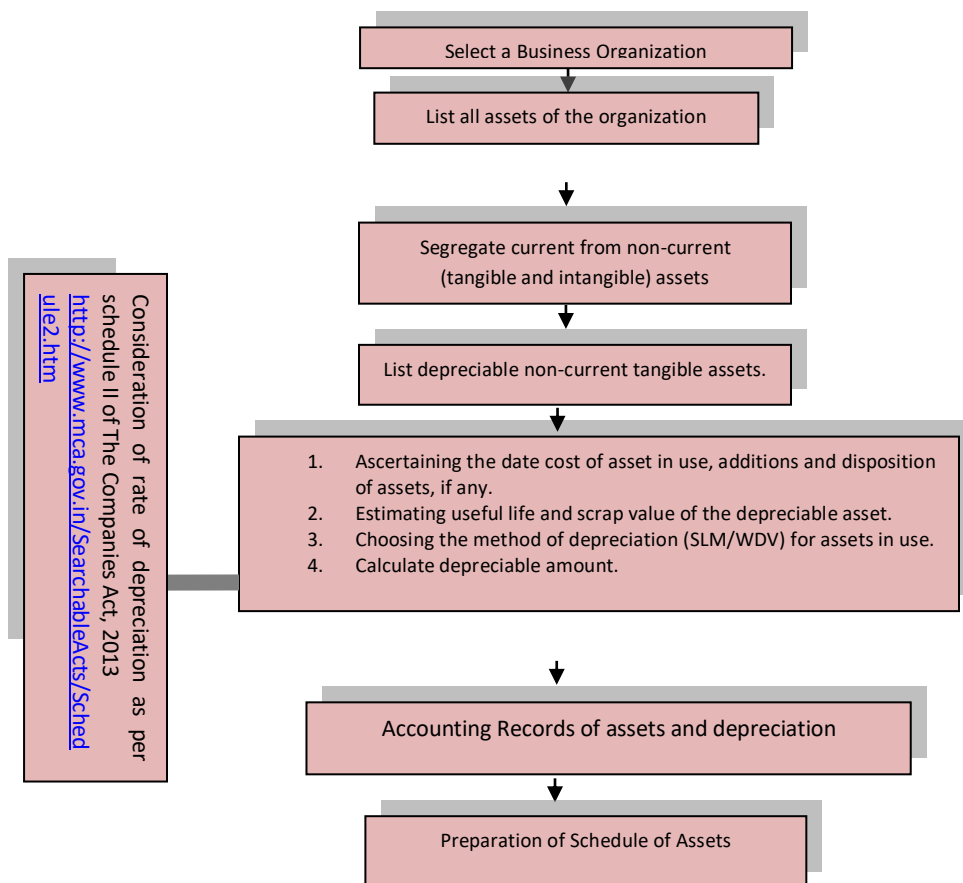 Select a Business Organization
List all assets of the organization
Segregate current from non-current
(tangible and intangible) assets
List depreciable non-current tangible assets.
1. Ascertaining the date cost of asset in use, additions and disposition
of assets, if any.
2. Estimating useful life and scrap value of the depreciable asset.
3. Choosing the method of depreciation (SLM/WDV) for assets in use.
4. Calculate depreciable amount.
Consideration of rate of depreciation as per
schedule II of The Companies Act, 2013
http://www.mca.gov.in/SearchableActs/Sched
ule2.htm
Accounting Records of assets and depreciation
Preparation of Schedule of Assets